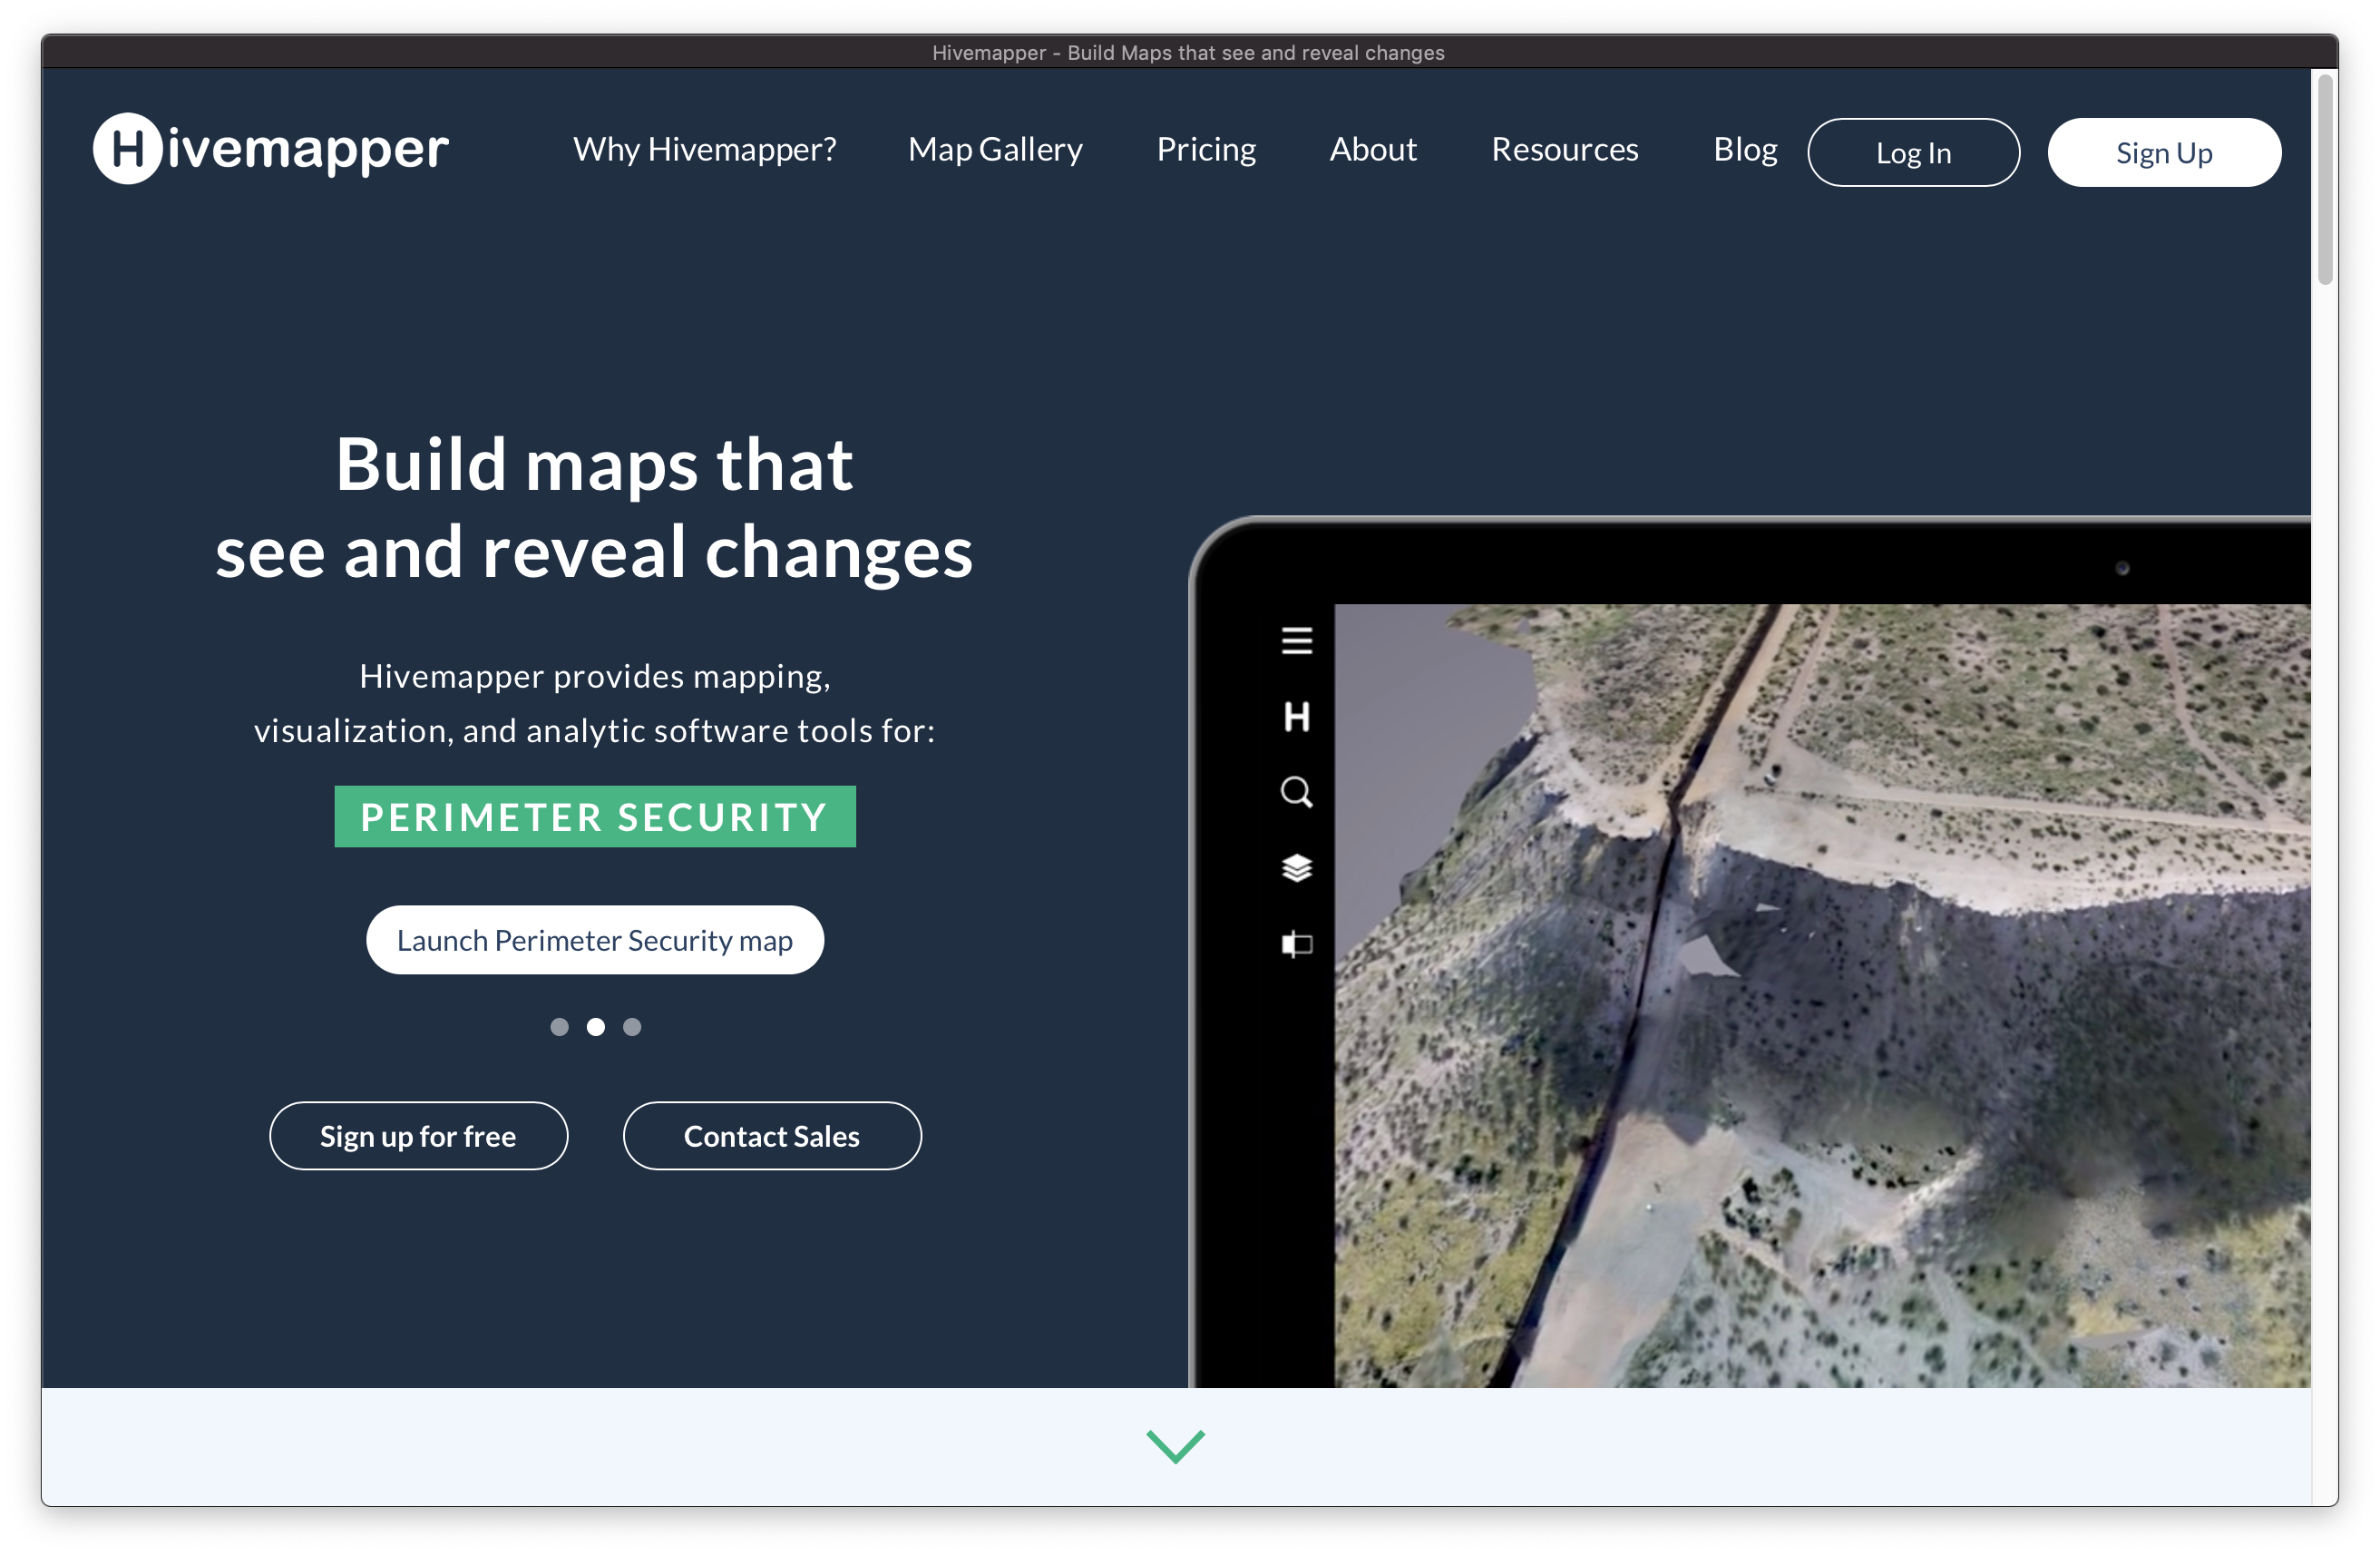 Hivemapper - Build Maps that see and reveal changes
Hivemapper Why Hivemapper? Map Gallery Pricing About Resources Blog Log In Sign Up
Build maps that
see and reveal changes
Hivemapper provides mapping,
visualization, and analytic software tools for:
PERIMETER SECURITY
Launch Perimeter Security map
Sign up for free Contact Sales
H